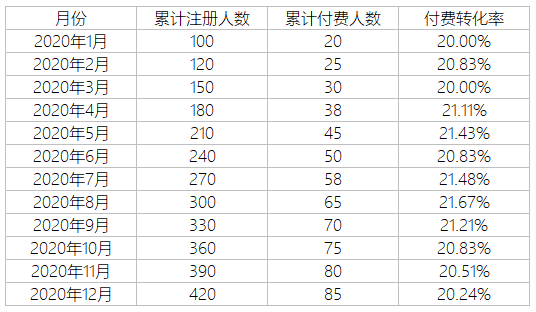 月份 累计注册人数 累计付费人数 付费转化率
2020年1月 100 20 20.00%
2020年2月 120 25 20.83%
2020年3月 150 30 20.00%
2020年4月 180 38 21.11%
2020年5月 210 45 21.43%
2020年6月 240 50 20.83%
2020年7月 270 58 21.48%
2020年8月 300 65 21.67%
2020年9月 330 70 21.21%
2020年10月 360 75 20.83%
2020年11月 390 80 20.51%
2020年12月 420 85 20.24%